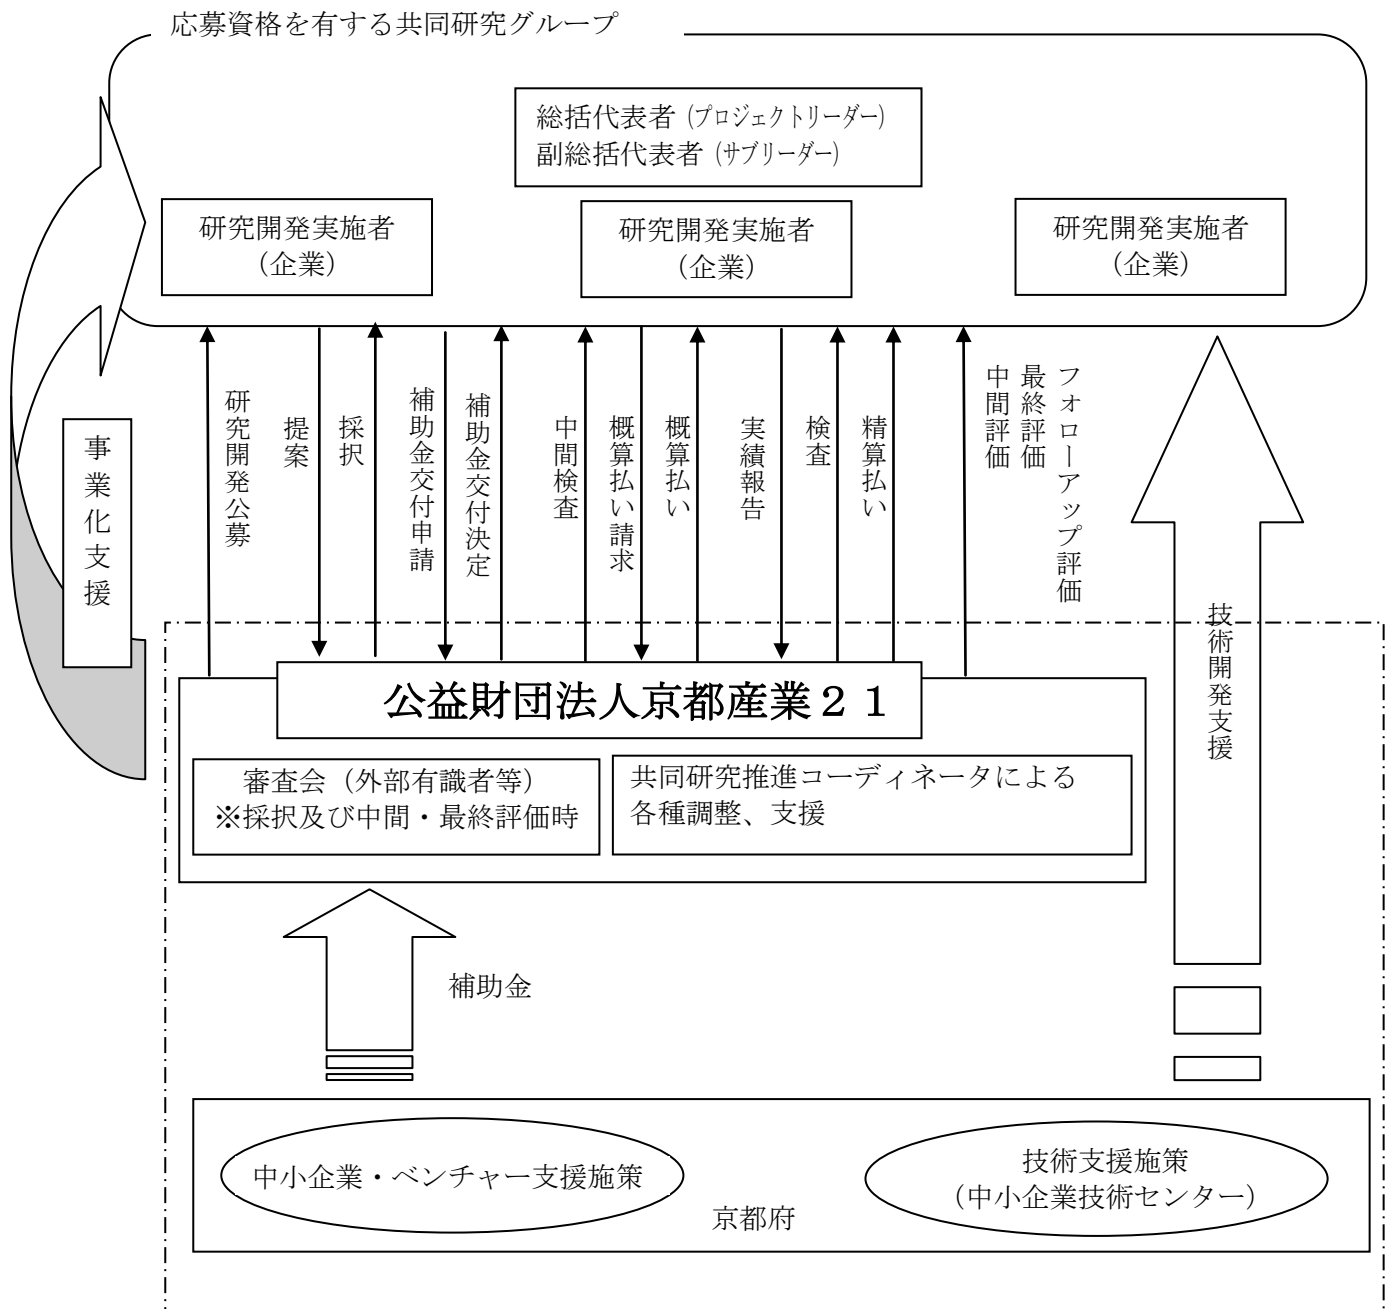 応募資格を有する共同研究グループ
総括代表者(プロジェクトリーダー)
副総括代表者(サブリーダー)
研究開発実施者
(企業)
研究開発実施者
(企業)
研究開発実施者
(企業)
事業化支援
研究開発公募
提案
採択
補助金交付申請
補助金交付決定
中間検査
概算払い請求
概算払い
実績報告
検査
精算払い
中間評価
最終評価
フォローアップ評価
技術開発支援
公益財団法人京都産業２１
審査会（外部有識者等）
※採択及び中間・最終評価時
共同研究推進コーディネータによる
各種調整、支援
補助金
中小企業・ベンチャー支援施策
技術支援施策
（中小企業技術センター）
京都府